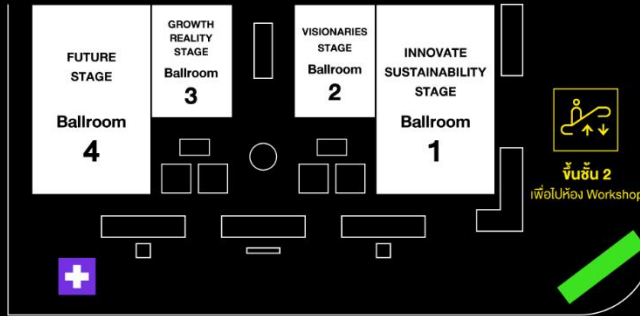 FUTURE
STAGE
Ballroom
4
GROWTH
REALITY
STAGE
Ballroom
3
VISIONARIES
STAGE
Ballroom
2
INNOVATE
SUSTAINABILITY
STAGE
Ballroom
1
ขึ้นชั้น 2
เพื่อไปห้อง Workshop